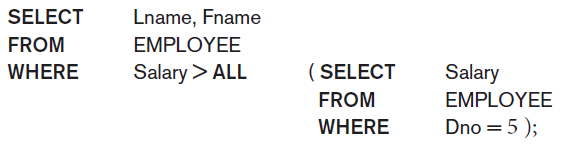 SELECT Lname, Fname
FROM EMPLOYEE
WHERE Salary > ALL ( SELECT Salary
FROM EMPLOYEE
WHERE Dno = 5 );